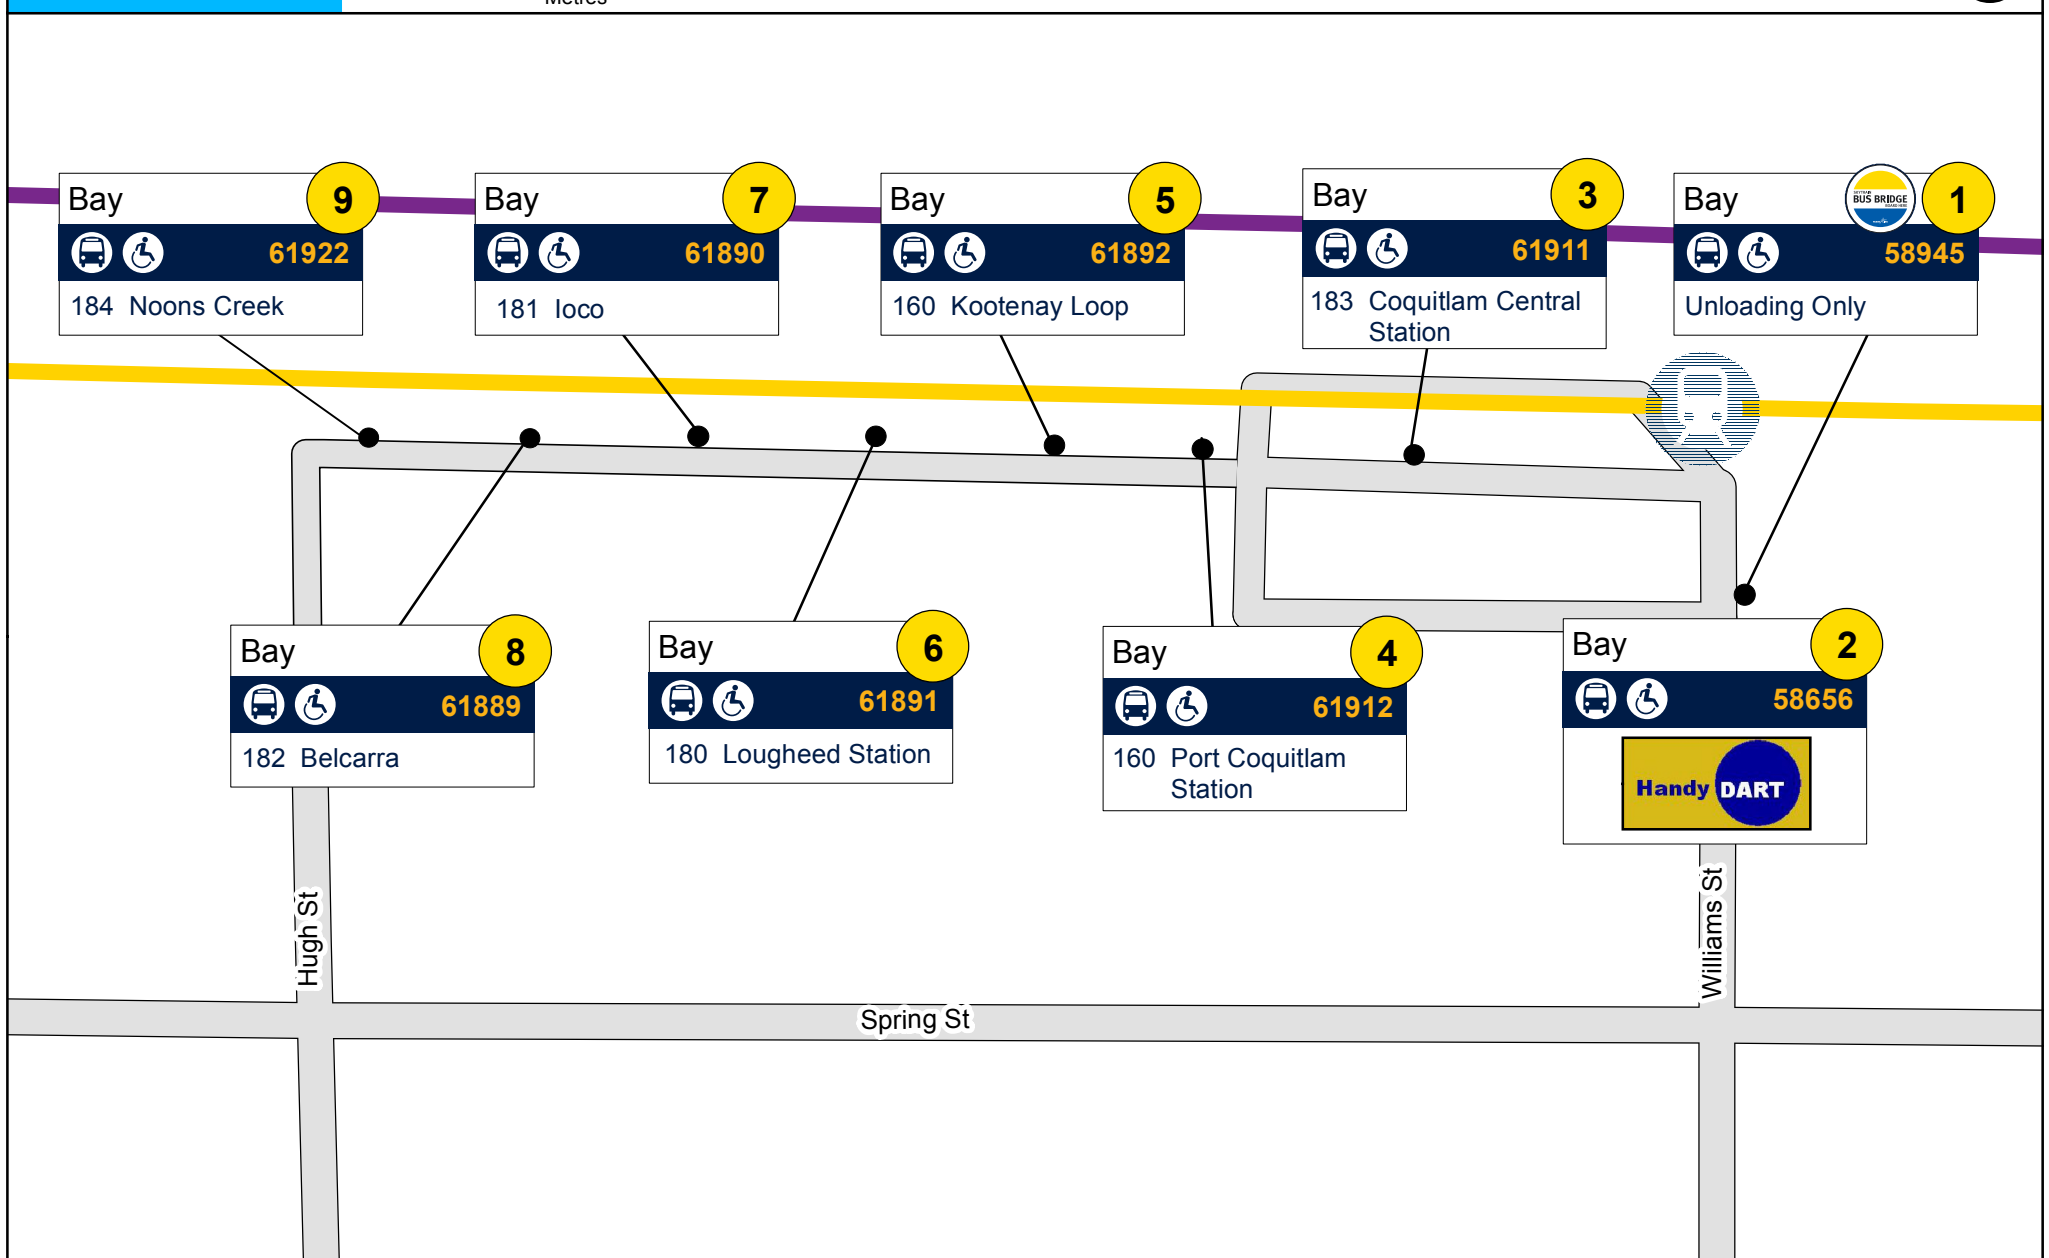 Metres
Bay 9
61922
184 Noons Creek
Bay 7
61890
181 Ioco
Bay 5
61892
160 Kootenay Loop
Bay 3
61911
183 Coquitlam Central
Station
Bay 1
BUS BRIDGE
58945
Unloading Only
Bay 8
61889
182 Belcarra
Bay 6
61891
180 Lougheed Station
Bay 4
61912
160 Port Coquitlam
Station
Bay 2
58656
Handy DART
Hugh St
Williams St
Spring St